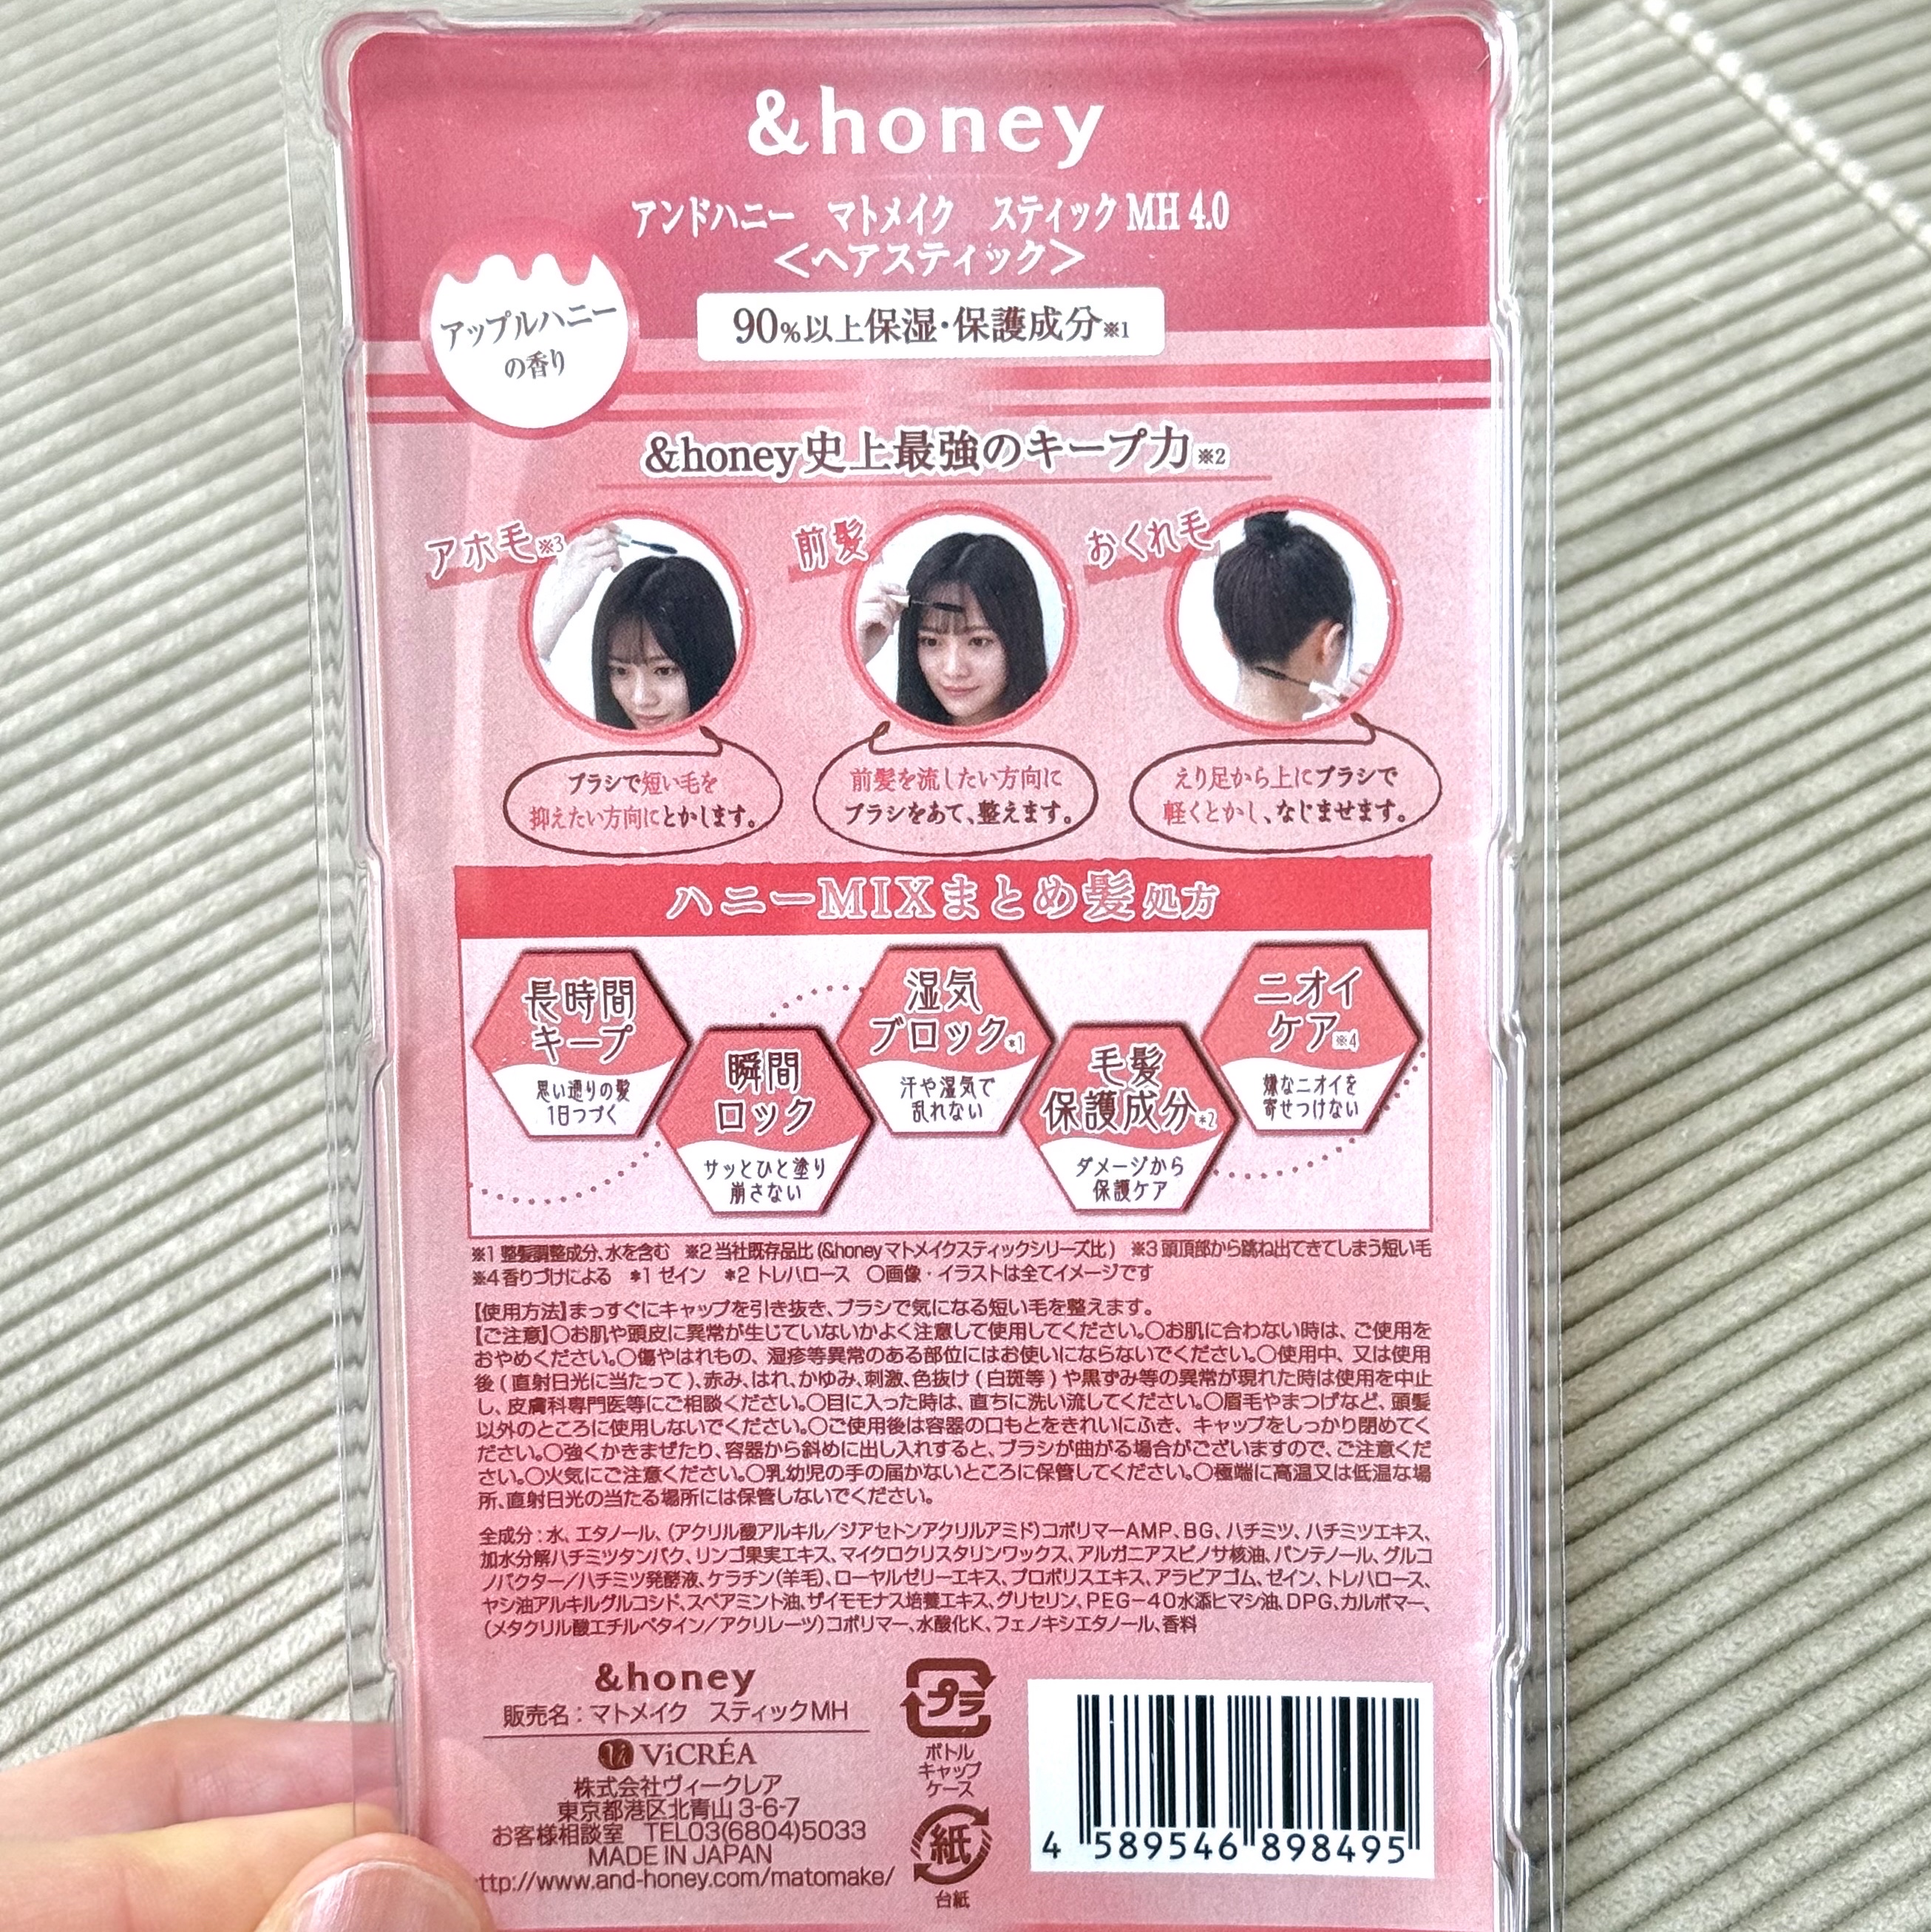 &honey
アンドハニー　マトメイク　スティック MH 4.0
＜ヘアスティック＞
アップルハニー
の香り
90%以上保湿・保護成分※1
&honey史上最強のキープ力※2
アホ毛※3
前髪
おくれ毛
ブラシで短い毛を
抑えたい方向にとかします。
前髪を流したい方向に
ブラシをあて、整えます。
えり足から上にブラシで
軽くとかし、なじませます。
ハニーMIXまとめ髪処方
長時間
キープ
思い通りの髪
1日つづく
瞬間
ロック
サッとひと塗り
崩さない
湿気
ブロック*1
汗や湿気で
乱れない
毛髪
保護成分*2
ダメージから
保護ケア
ニオイ
ケア※4
嫌なニオイを
寄せつけない
※1 整髪調整成分、水を含む　※2 当社既存品比(&honeyマトメイクスティックシリーズ比)　※3 頭頂部から跳ね出てきてしまう短い毛
※4 香りづけによる　*1 ゼイン　*2 トレハロース　〇画像・イラストは全てイメージです
【使用方法】まっすぐにキャップを引き抜き、ブラシで気になる短い毛を整えます。
【ご注意】〇お肌や頭皮に異常が生じていないかよく注意して使用してください。〇お肌に合わない時は、ご使用を
おやめください。〇傷やはれもの、湿疹等異常のある部位にはお使いにならないでください。〇使用中、又は使用
後(直射日光に当たって)、赤み、はれ、かゆみ、刺激、色抜け(白斑等)や黒ずみ等の異常が現れた時は使用を中止
し、皮膚科専門医等にご相談ください。〇目に入った時は、直ちに洗い流してください。〇眉毛やまつげなど、頭髪
以外のところに使用しないでください。〇ご使用後は容器の口もとをきれいにふき、キャップをしっかり閉めてく
ださい。〇強くかきまぜたり、容器から斜めに出し入れすると、ブラシが曲がる場合がございますので、ご注意くだ
さい。〇火気にご注意ください。〇乳幼児の手の届かないところに保管してください。〇極端に高温又は低温な場
所、直射日光の当たる場所には保管しないでください。
全成分：水、エタノール、(アクリル酸アルキル／ジアセトンアクリルアミド)コポリマーAMP、BG、ハチミツ、ハチミツエキス、
加水分解ハチミツタンパク、リンゴ果実エキス、マイクロクリスタリンワックス、アルガニアスピノサ核油、パンテノール、グルコ
ノバクター／ハチミツ発酵液、ケラチン(羊毛)、ローヤルゼリーエキス、プロポリスエキス、アラビアゴム、ゼイン、トレハロース、
ヤシ油アルキルグルコシド、スペアミント油、ザイモモナス培養エキス、グリセリン、PEG-40水添ヒマシ油、DPG、カルボマー、
(メタクリル酸エチルベタイン／アクリレーツ)コポリマー、水酸化K、フェノキシエタノール、香料
&honey
販売名：マトメイク　スティックMH
ViCRÉA
株式会社ヴィークレア
東京都港区北青山 3-6-7
お客様相談室　TEL03(6804)5033
MADE IN JAPAN
ttp://www.and-honey.com/matomake/
プラ
ボトル
キャップ
ケース
紙
台紙
4 589546 898495